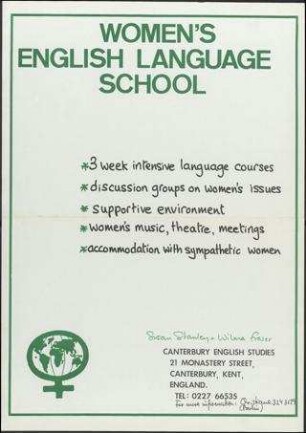 WOMEN'S
ENGLISH LANGUAGE
SCHOOL
*3 week intensive language courses
*discussion groups on women's issues
* supportive environment
*women's music, theatre, meetings
*accommodation with sympathetic women
Susan Stanley + Wilma Fraser
CANTERBURY ENGLISH STUDIES
21 MONASTERY STREET,
CANTERBURY, KENT,
ENGLAND.
TEL: 0227 66535
for more information: